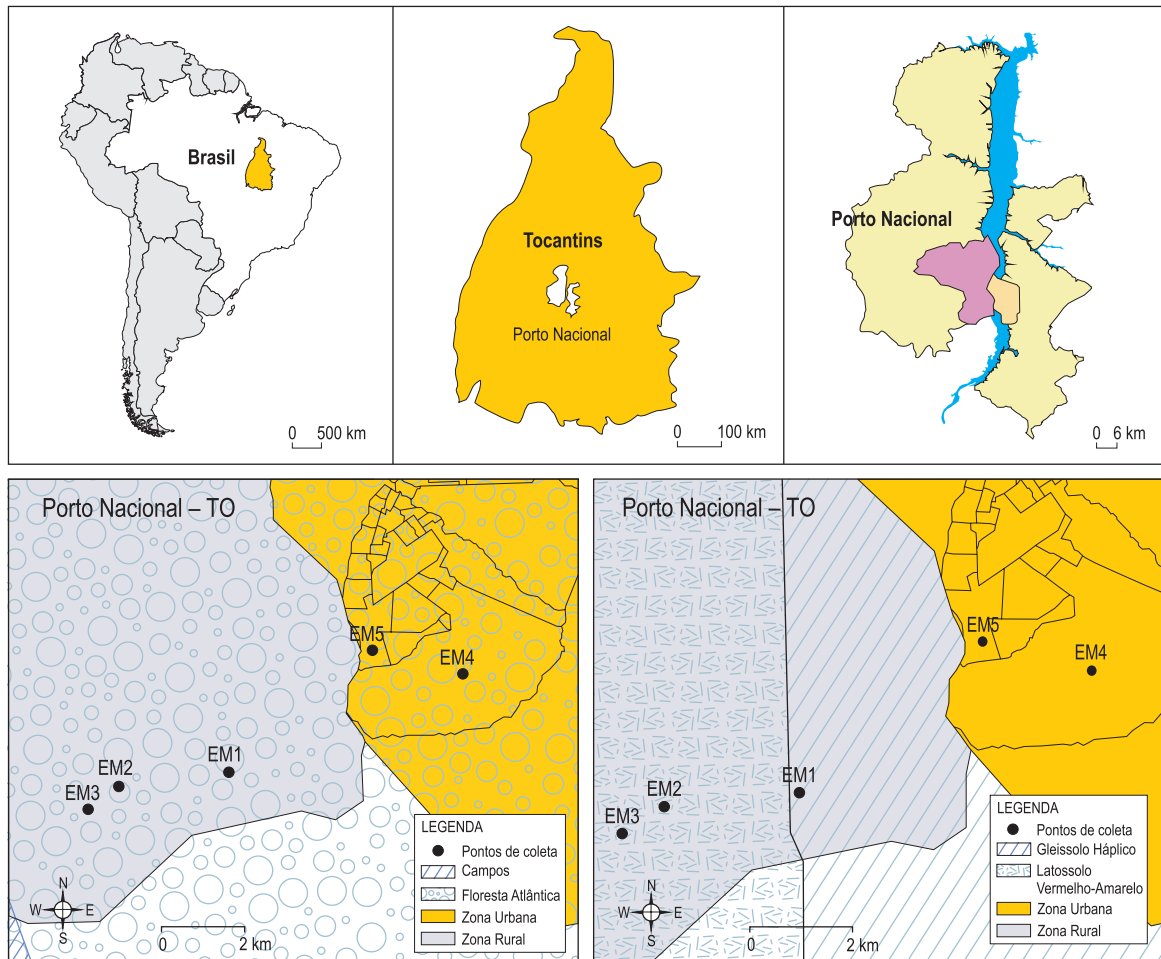 Brasil
0 500 km
Tocantins
Porto Nacional
0 100 km
Porto Nacional
0 6 km
Porto Nacional – TO
EM5
EM4
EM1
EM2
EM3
N
W E
S
0 2 km
LEGENDA
Pontos de coleta
Campos
Floresta Atlântica
Zona Urbana
Zona Rural
Porto Nacional – TO
EM5
EM4
EM1
EM2
EM3
N
W E
S
0 2 km
LEGENDA
Pontos de coleta
Gleissolo Háplico
Latossolo
Vermelho-Amarelo
Zona Urbana
Zona Rural